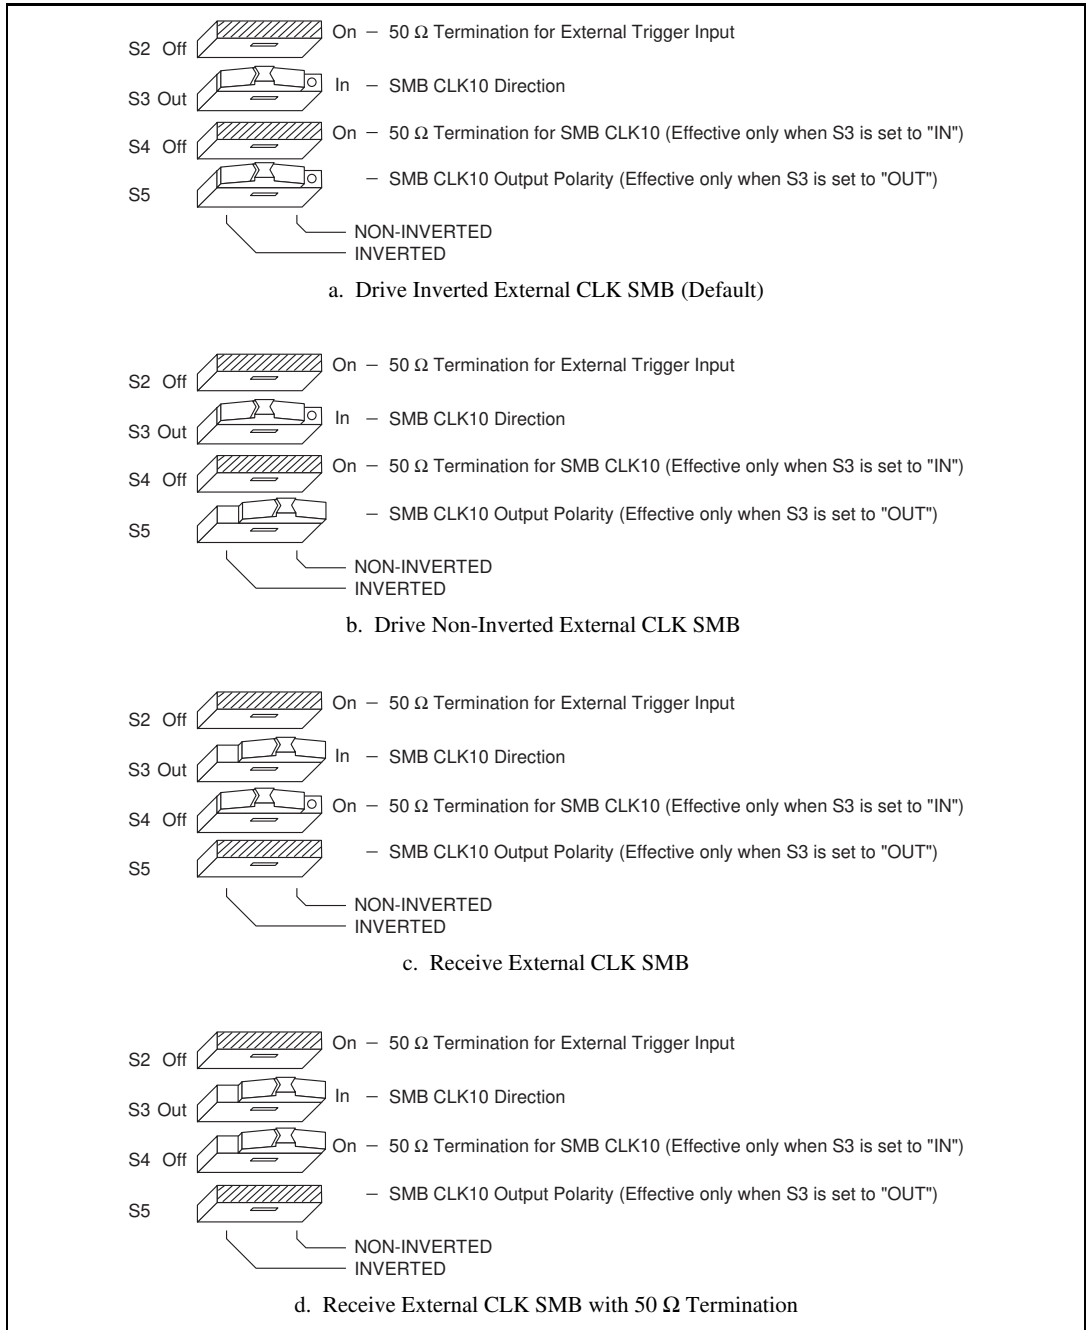 S2 Off On – 50 Ω Termination for External Trigger Input
S3 Out In – SMB CLK10 Direction
S4 Off On – 50 Ω Termination for SMB CLK10 (Effective only when S3 is set to "IN")
S5 – SMB CLK10 Output Polarity (Effective only when S3 is set to "OUT")
NON-INVERTED
INVERTED
a. Drive Inverted External CLK SMB (Default)
S2 Off On – 50 Ω Termination for External Trigger Input
S3 Out In – SMB CLK10 Direction
S4 Off On – 50 Ω Termination for SMB CLK10 (Effective only when S3 is set to "IN")
S5 – SMB CLK10 Output Polarity (Effective only when S3 is set to "OUT")
NON-INVERTED
INVERTED
b. Drive Non-Inverted External CLK SMB
S2 Off On – 50 Ω Termination for External Trigger Input
S3 Out In – SMB CLK10 Direction
S4 Off On – 50 Ω Termination for SMB CLK10 (Effective only when S3 is set to "IN")
S5 – SMB CLK10 Output Polarity (Effective only when S3 is set to "OUT")
NON-INVERTED
INVERTED
c. Receive External CLK SMB
S2 Off On – 50 Ω Termination for External Trigger Input
S3 Out In – SMB CLK10 Direction
S4 Off On – 50 Ω Termination for SMB CLK10 (Effective only when S3 is set to "IN")
S5 – SMB CLK10 Output Polarity (Effective only when S3 is set to "OUT")
NON-INVERTED
INVERTED
d. Receive External CLK SMB with 50 Ω Termination